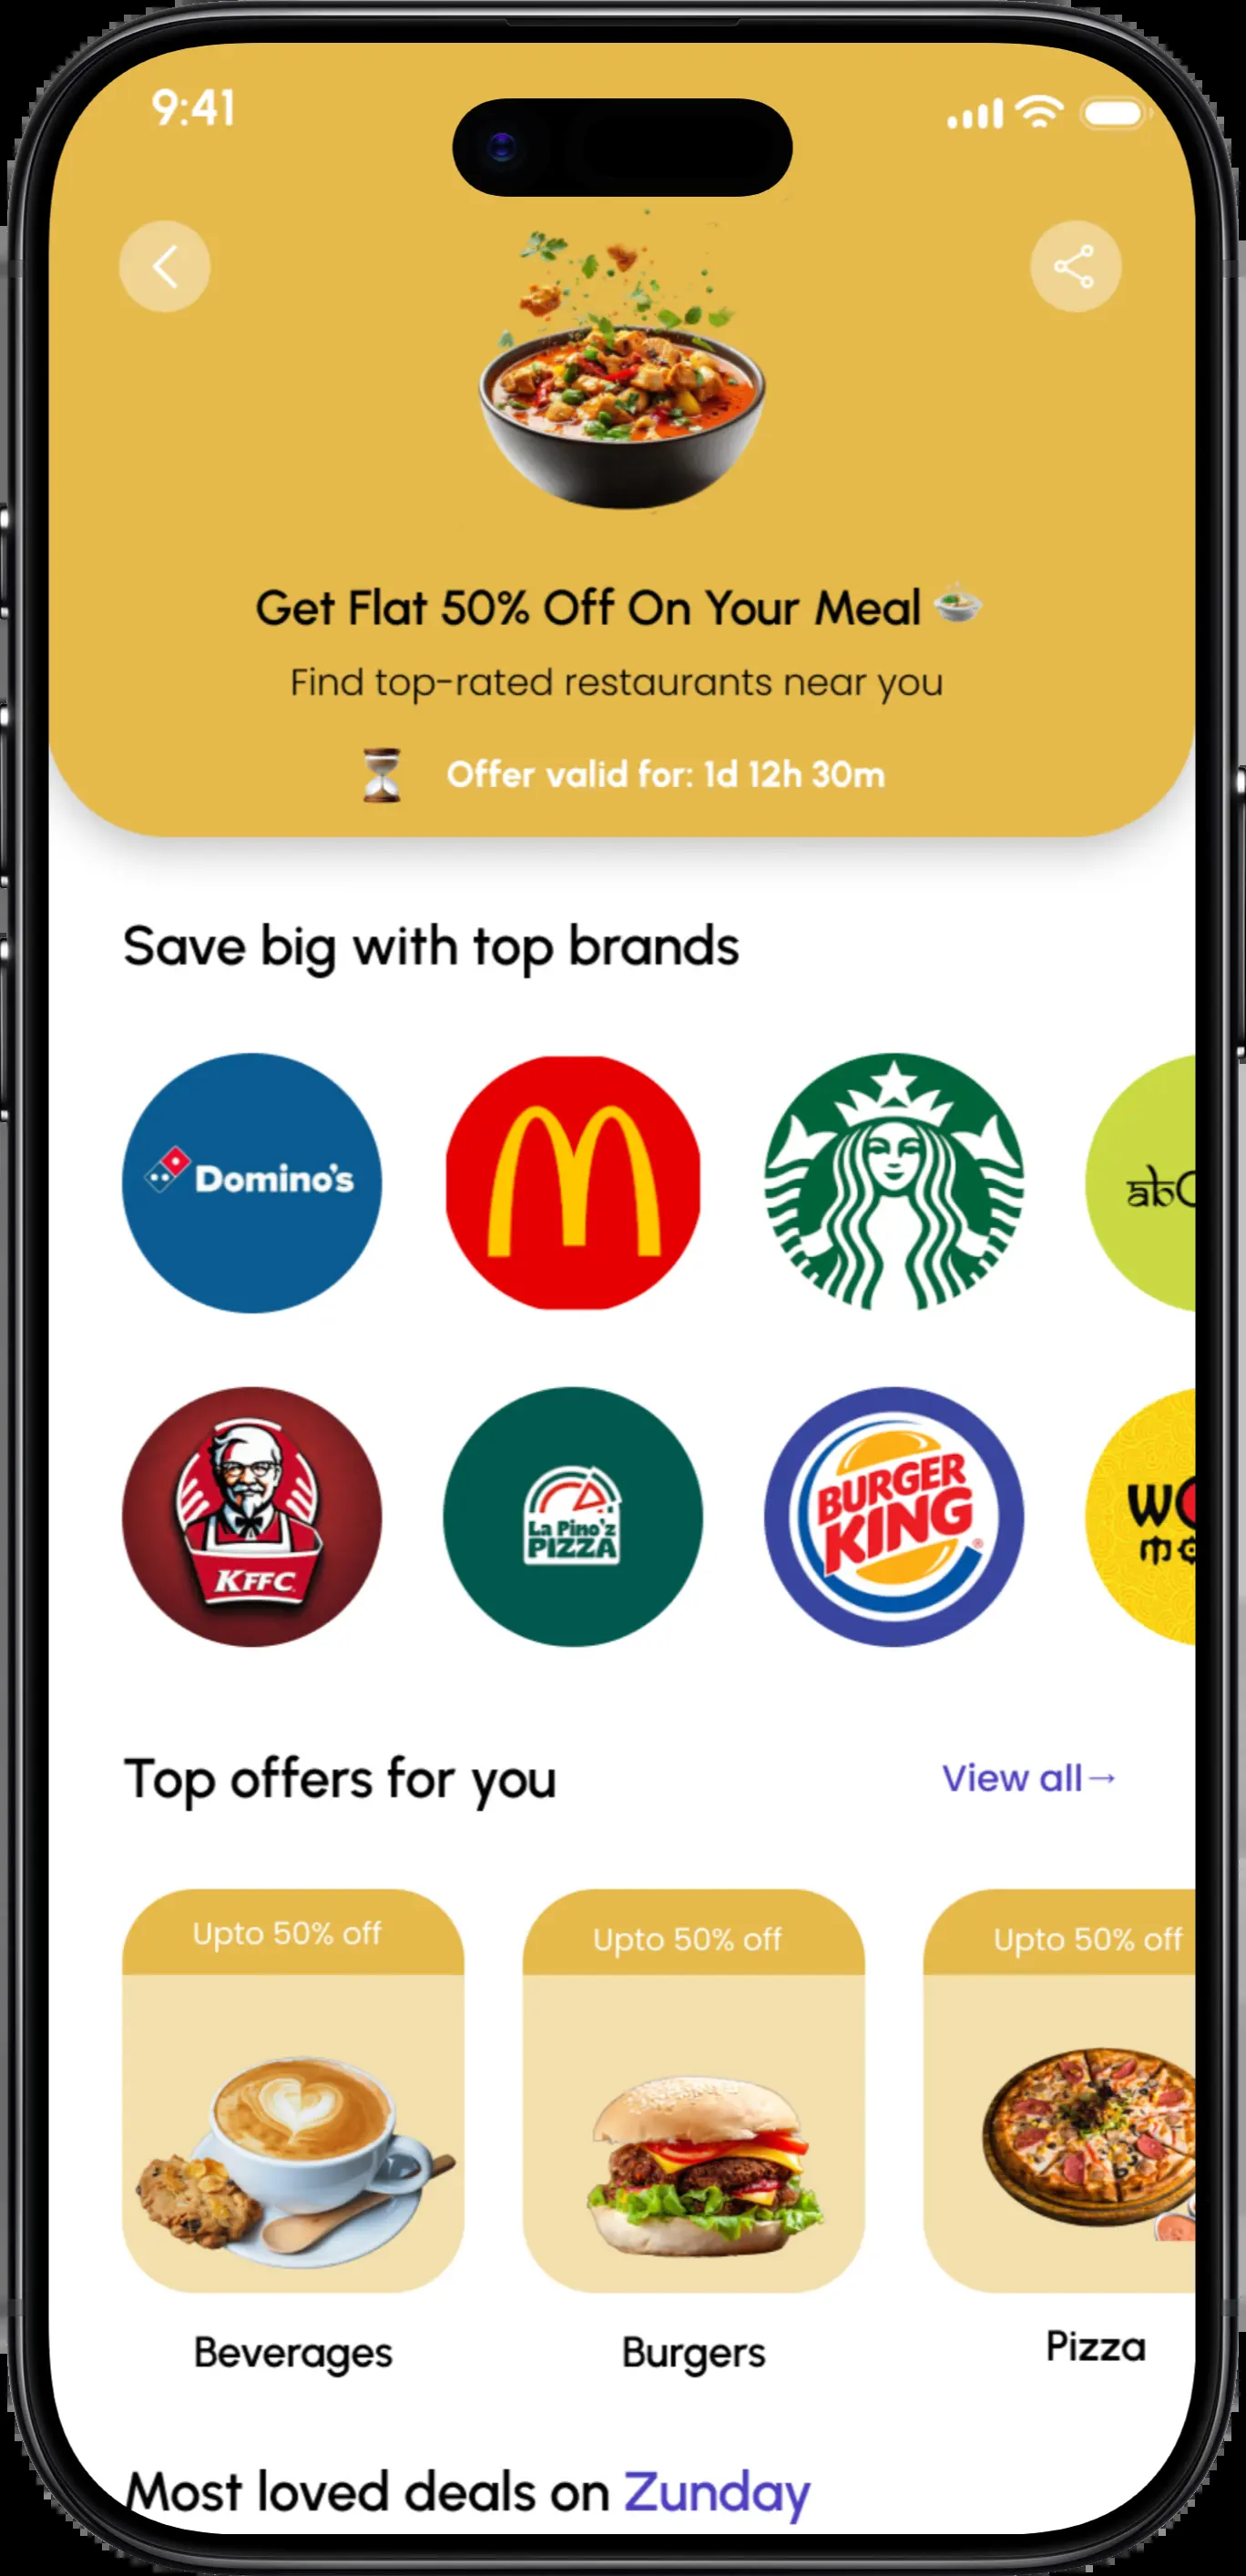 9:41
Get Flat 50% Off On Your Meal
Find top-rated restaurants near you
Offer valid for: 1d 12h 30m
Save big with top brands
Domino's
KFFC
La Pino'z
PIZZA
BURGER
KING
Top offers for you
View all→
Upto 50% off
Upto 50% off
Upto 50% off
Beverages
Burgers
Pizza
Most loved deals on Zunday